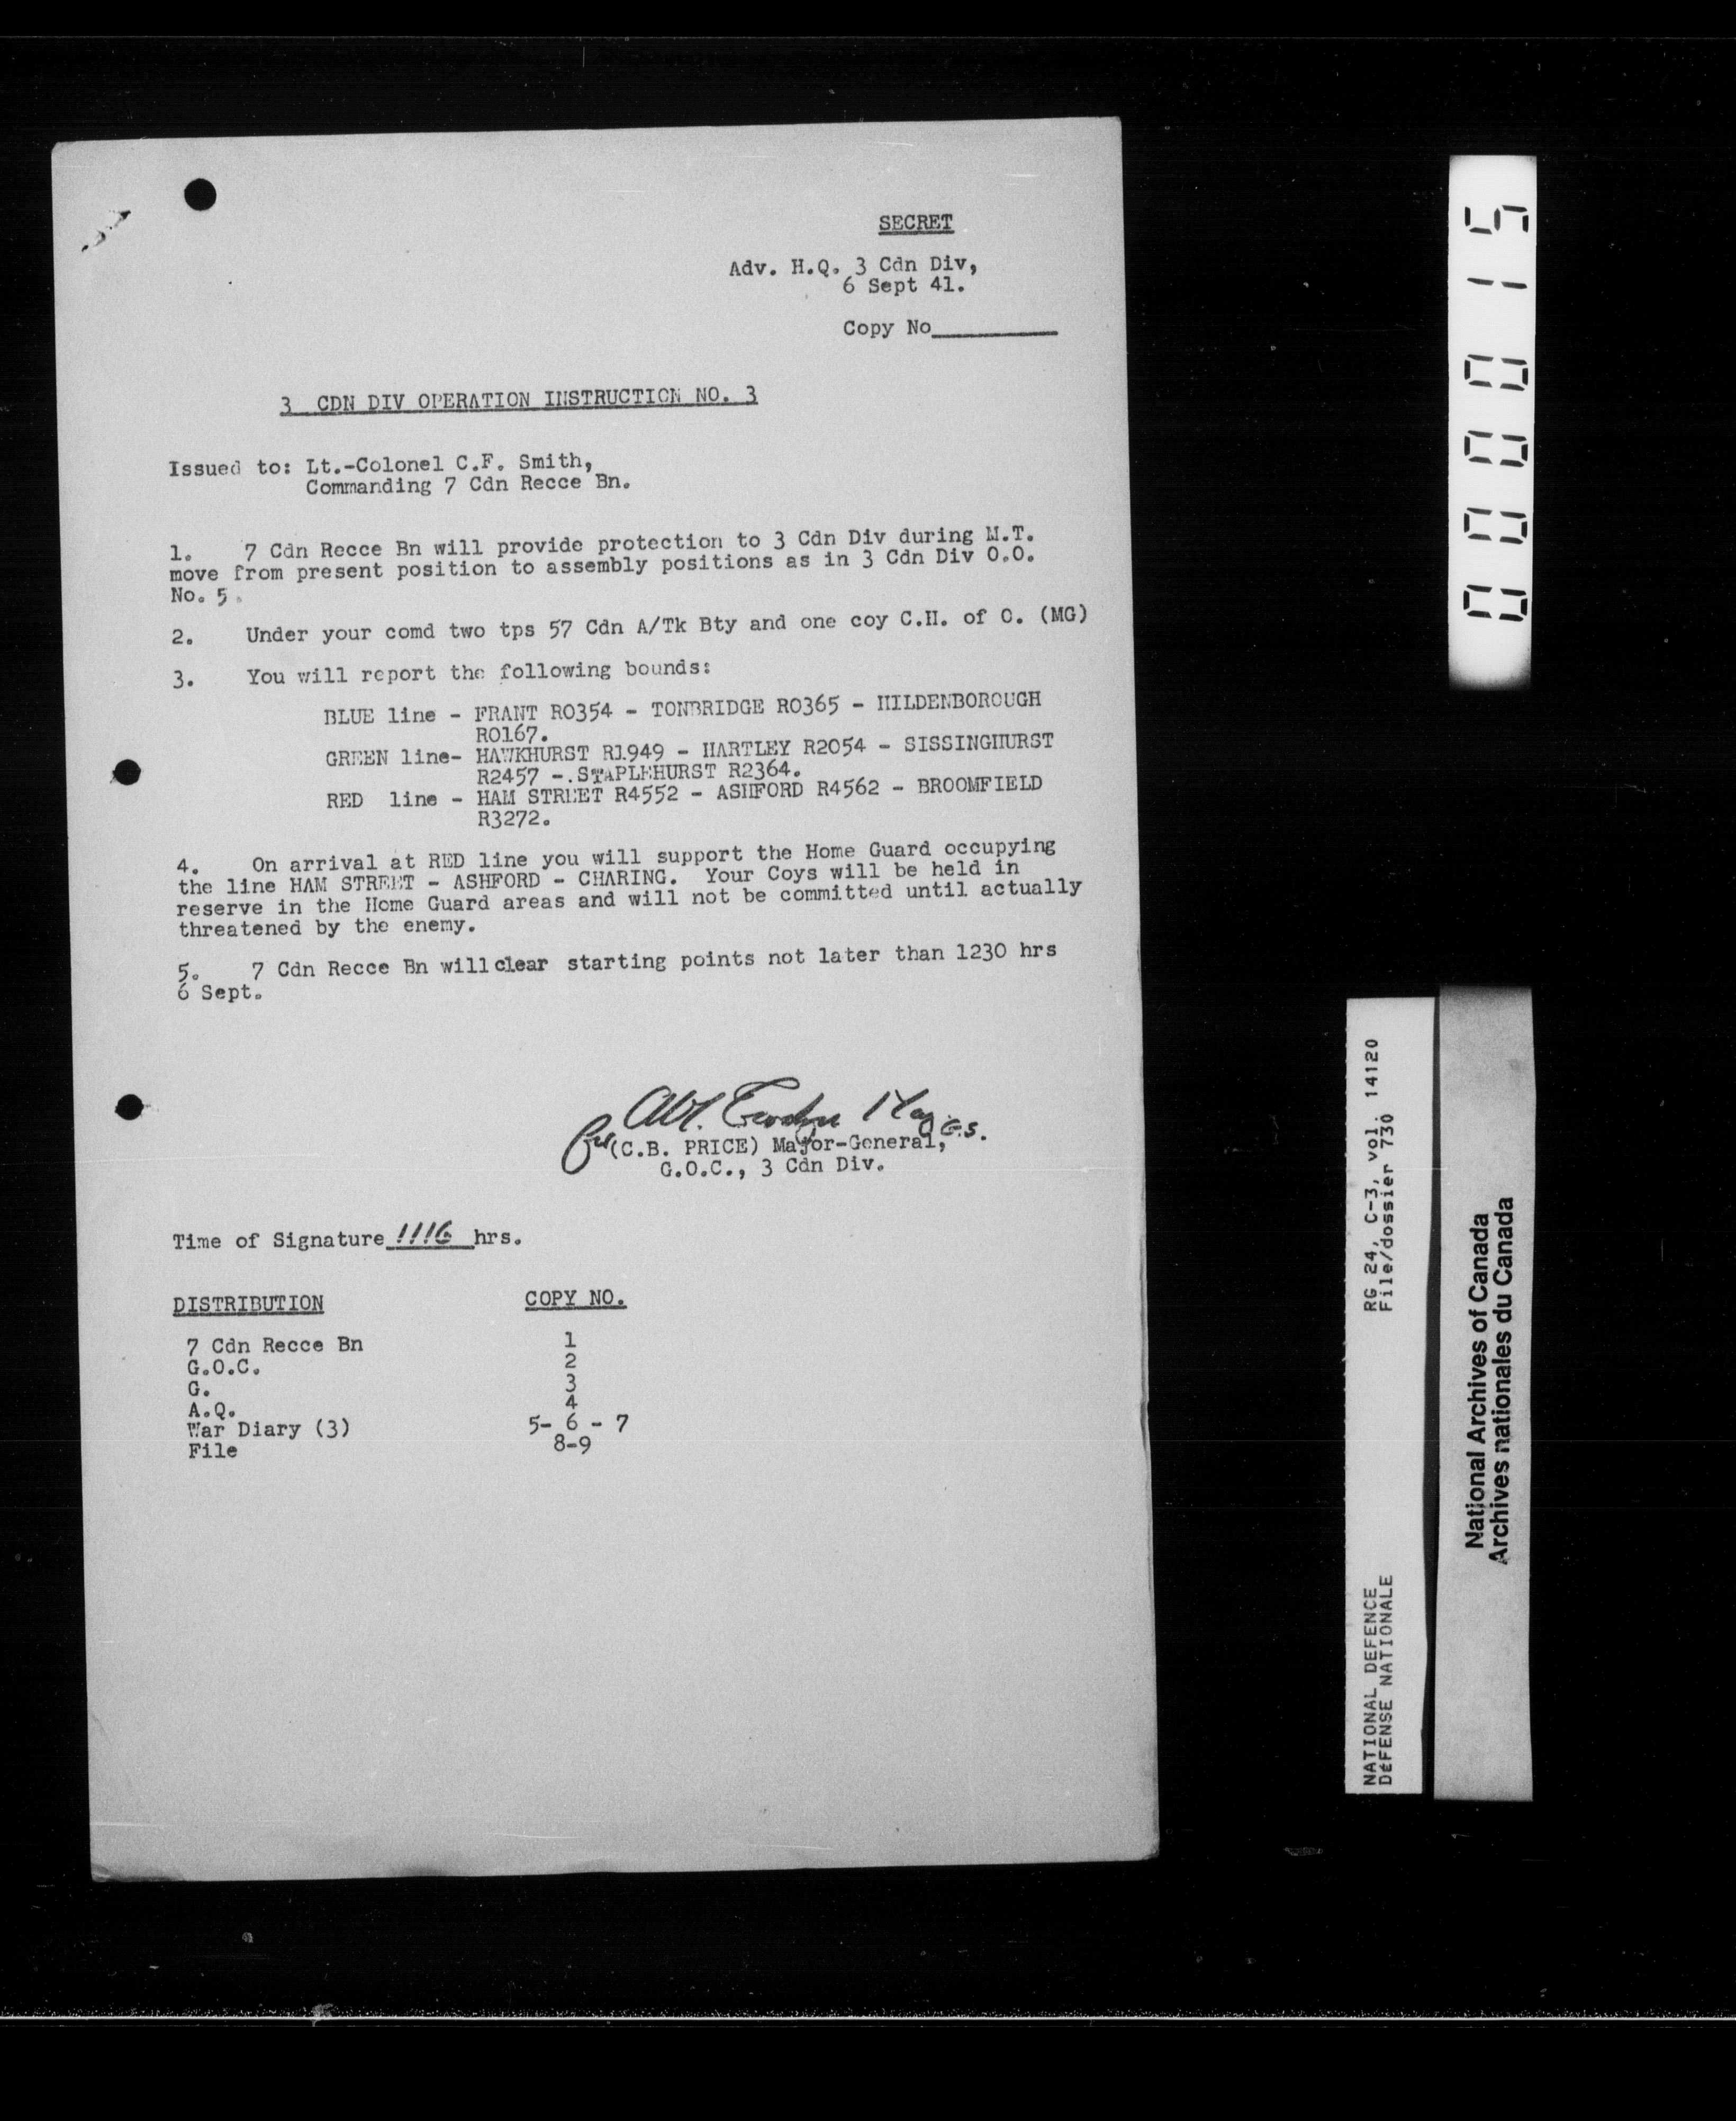 SECRET
Adv. H.Q. 3 Cdn Div,
6 Sept 41.
Copy No
3 CDN DIV OPERATION INSTRUCTION NO. 3
Issued to: Lt.-Colonel C.F. Smith,
Commanding 7 Cdn Recce Bn.
1. 7 Cdn Recce Bn will provide protection to 3 Cdn Div during M.T.
move from present position to assembly positions as in 3 Cdn Div O.O.
No. 5.
2. Under your comd two tps 57 Cdn A/Tk Bty and one coy C.H. of O. (MG)
3. You will report the following bounds:
BLUE line - FRANT R0354 - TONBRIDGE R0365 - HILDENBOROUGH
R0167.
GREEN line- HAWKHURST R1949 - HARTLEY R2054 - SISSINGHURST
R2457 -.STAPLEHURST R2364.
RED line - HAM STREET R4552 - ASHFORD R4562 - BROOMFIELD
R3272.
4. On arrival at RED line you will support the Home Guard occupying
the line HAM STREET - ASHFORD - CHARING. Your Coys will be held in
reserve in the Home Guard areas and will not be committed until actually
threatened by the enemy.
5. 7 Cdn Recce Bn will clear starting points not later than 1230 hrs
6 Sept.
G.S.
for (C.B. PRICE) Major-General,
G.O.C., 3 Cdn Div.
Time of Signature 1116 hrs.
DISTRIBUTION COPY NO.
7 Cdn Recce Bn 1
G.O.C. 2
G. 3
A.Q. 4
War Diary (3) 5- 6 - 7
File 8-9
000015
NATIONAL DEFENCE RG 24, C-3, vol. 14120
DéFENSE NATIONALE File/dossier 730
National Archives of Canada
Archives nationales du Canada